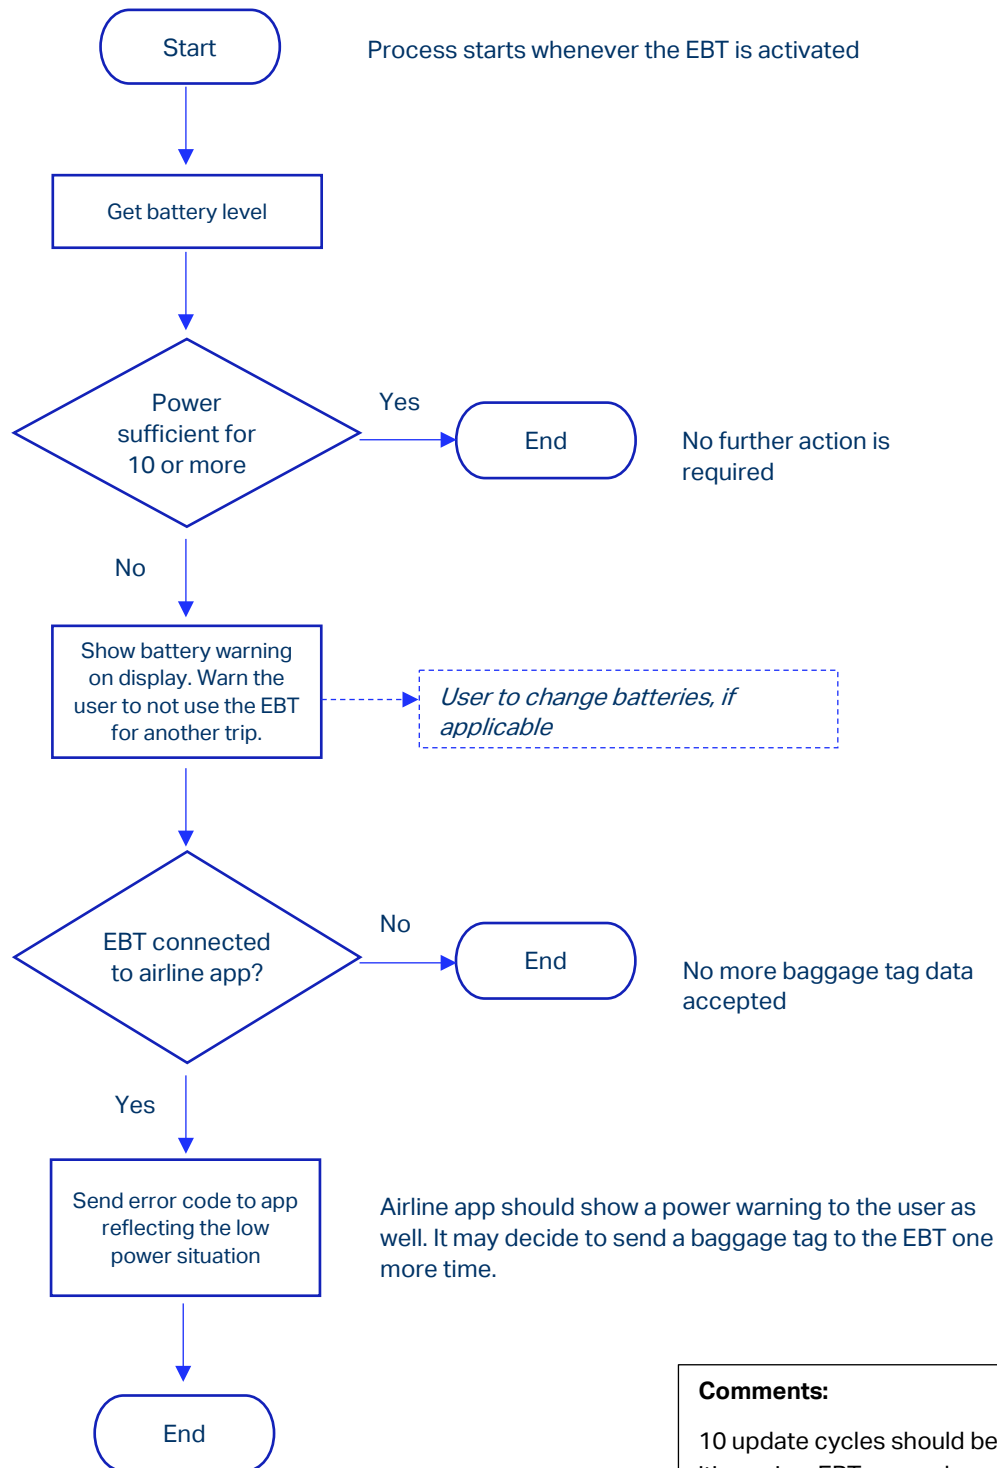 Start
Process starts whenever the EBT is activated
Get battery level
Power
sufficient for
10 or more
Yes
End
No further action is
required
No
Show battery warning
on display. Warn the
user to not use the EBT
for another trip.
User to change batteries, if
applicable
EBT connected
to airline app?
No
End
No more baggage tag data
accepted
Yes
Send error code to app
reflecting the low
power situation
Airline app should show a power warning to the user as
well. It may decide to send a baggage tag to the EBT one
more time.
End
Comments:
10 update cycles should be